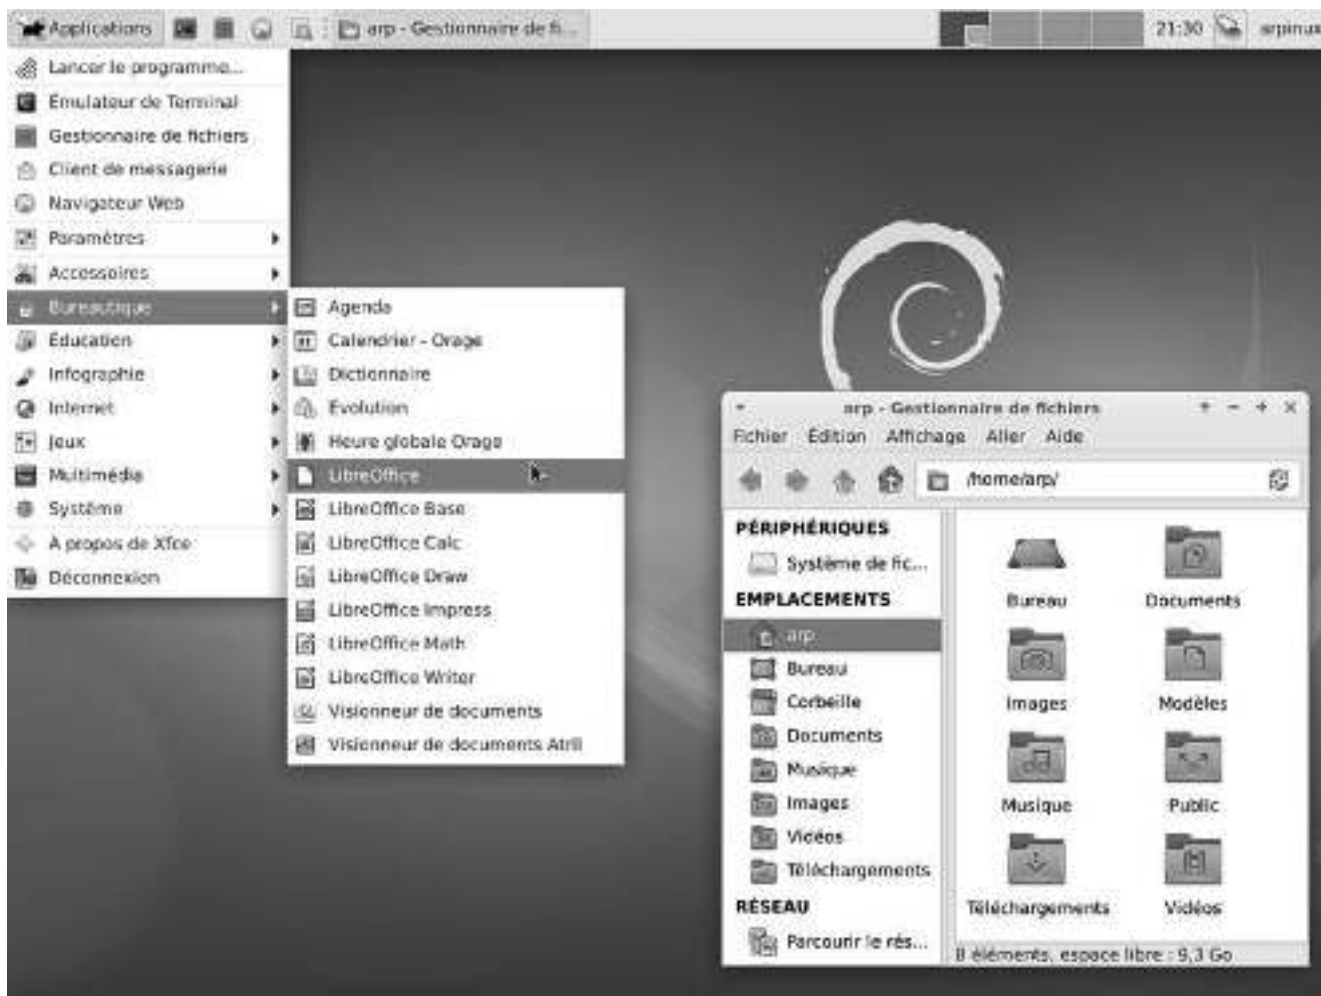 Applications arp - Gestionnaire de fi... 21:30 arpinux
Lancer le programme...
Émulateur de Terminal
Gestionnaire de fichiers
Client de messagerie
Navigateur Web
Paramètres
Accessoires
Bureautique
Éducation
Infographie
Internet
Jeux
Multimédia
Système
À propos de Xfce
Déconnexion
Agenda
Calendrier - Orage
Dictionnaire
Evolution
Heure globale Orage
LibreOffice
LibreOffice Base
LibreOffice Calc
LibreOffice Draw
LibreOffice Impress
LibreOffice Math
LibreOffice Writer
Visionneur de documents
Visionneur de documents Atril
arp - Gestionnaire de fichiers
Fichier Édition Affichage Aller Aide
/home/arp/
PÉRIPHÉRIQUES
Système de fic...
EMPLACEMENTS
arp
Bureau
Corbeille
Documents
Musique
Images
Vidéos
Téléchargements
RÉSEAU
Parcourir le rés...
Bureau Documents
Images Modèles
Musique Public
Téléchargements Vidéos
8 éléments, espace libre : 9,3 Go